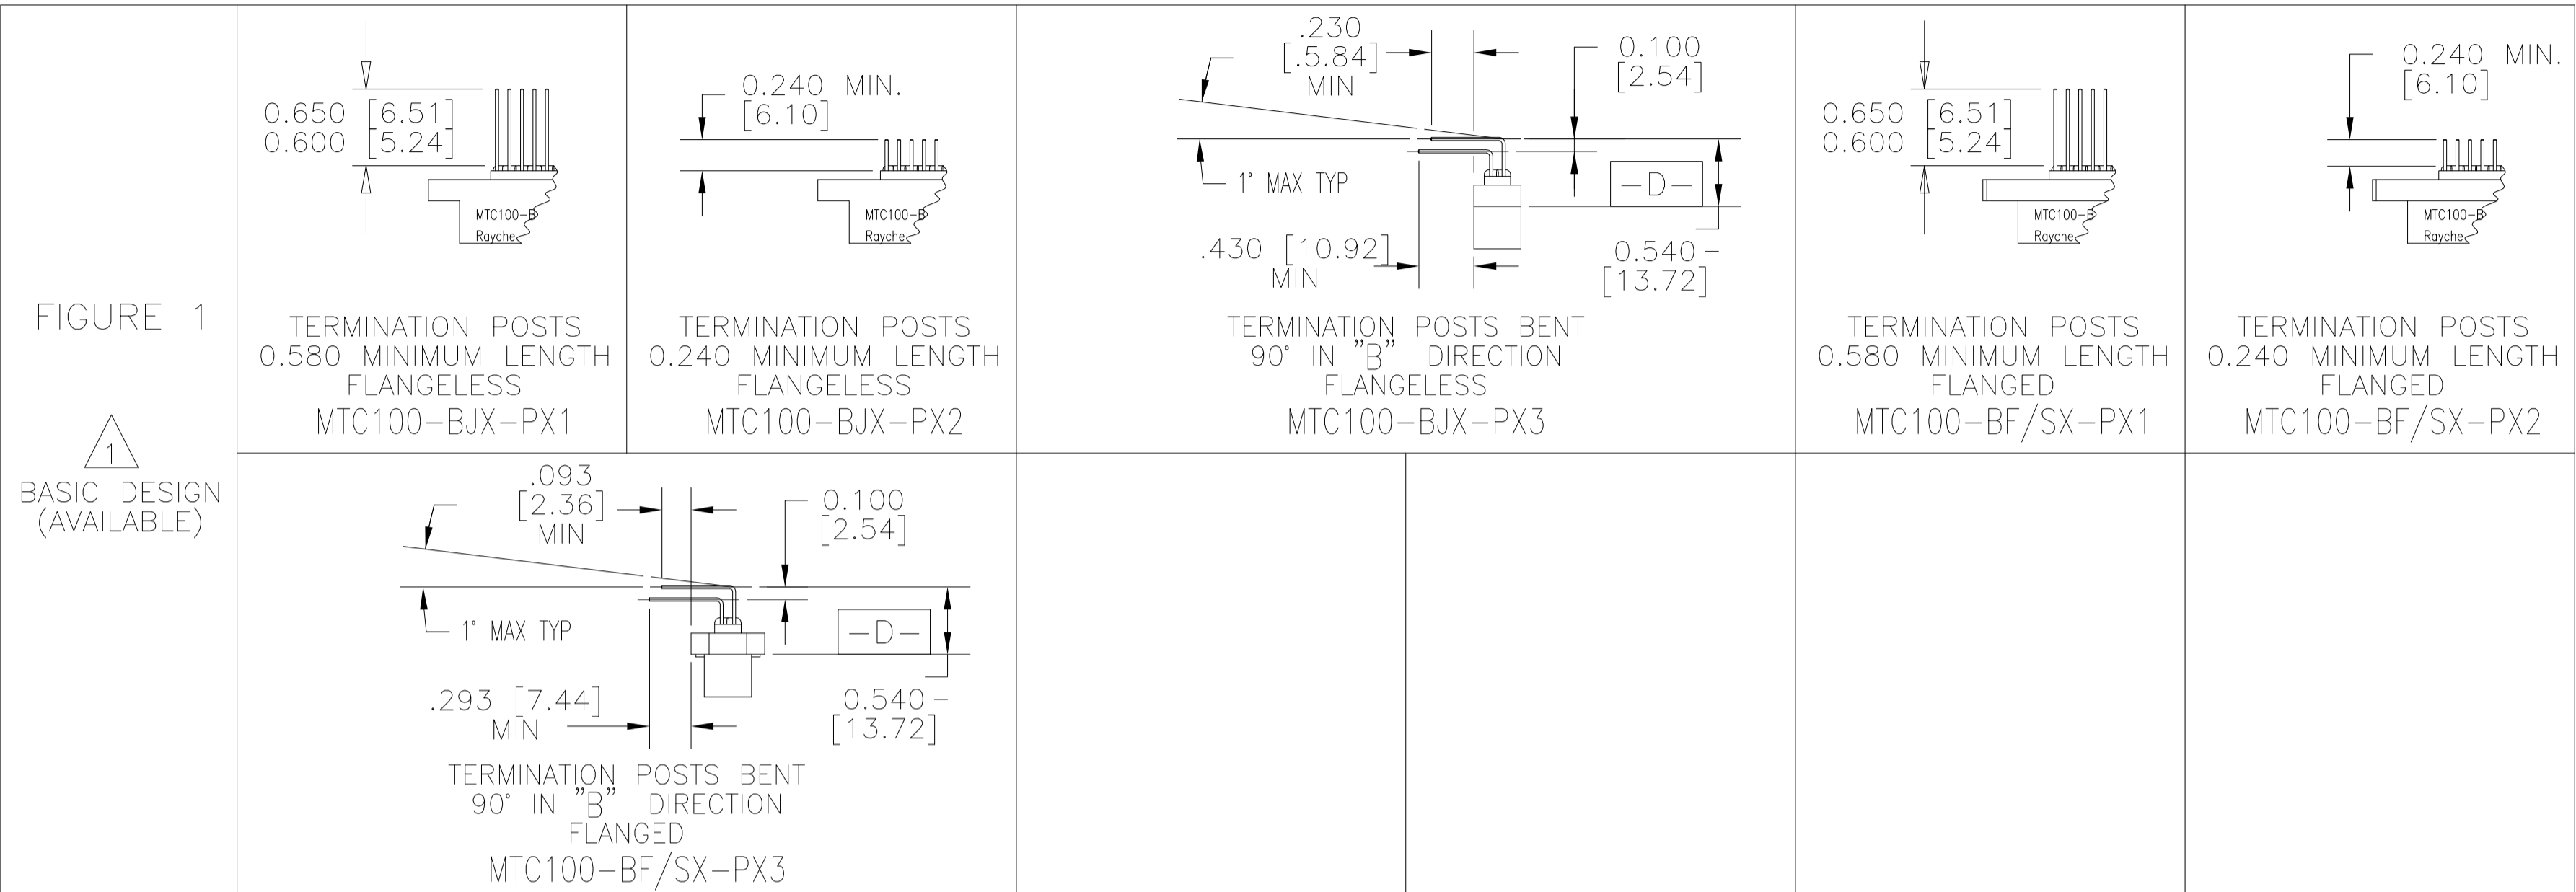 FIGURE 1
1
BASIC DESIGN
(AVAILABLE)
0.650 [6.51]
0.600 [5.24]
MTC100-B
Rayche
TERMINATION POSTS
0.580 MINIMUM LENGTH
FLANGELESS
MTC100-BJX-PX1
0.240 MIN.
[6.10]
MTC100-B
Rayche
TERMINATION POSTS
0.240 MINIMUM LENGTH
FLANGELESS
MTC100-BJX-PX2
.230
[.5.84]
MIN
0.100
[2.54]
1° MAX TYP
-D-
.430 [10.92]
MIN
0.540-
[13.72]
TERMINATION POSTS BENT
90° IN "B" DIRECTION
FLANGELESS
MTC100-BJX-PX3
0.650 [6.51]
0.600 [5.24]
MTC100-B
Rayche
TERMINATION POSTS
0.580 MINIMUM LENGTH
FLANGED
MTC100-BF/SX-PX1
0.240 MIN.
[6.10]
MTC100-B
Rayche
TERMINATION POSTS
0.240 MINIMUM LENGTH
FLANGED
MTC100-BF/SX-PX2
.093
[2.36]
MIN
0.100
[2.54]
1° MAX TYP
-D-
.293 [7.44]
MIN
0.540-
[13.72]
TERMINATION POSTS BENT
90° IN "B" DIRECTION
FLANGED
MTC100-BF/SX-PX3